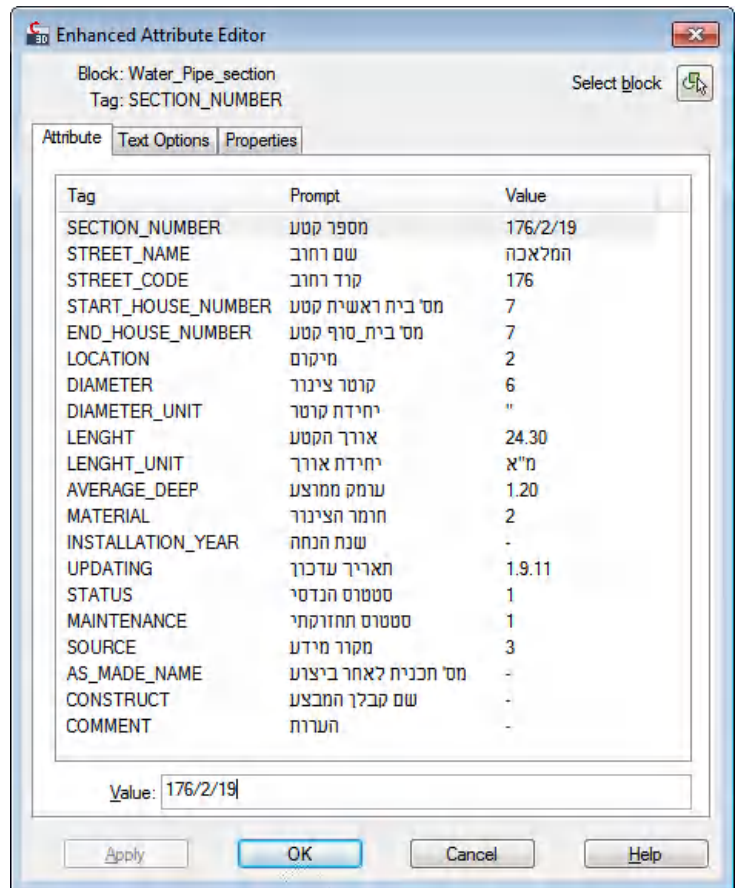 Enhanced Attribute Editor
Block: Water_Pipe_section
Tag: SECTION_NUMBER
Select block
Attribute Text Options Properties
Tag Prompt Value
SECTION_NUMBER מספר קטע 176/2/19
STREET_NAME שם רחוב המלאכה
STREET_CODE קוד רחוב 176
START_HOUSE_NUMBER מס' בית ראשית קטע 7
END_HOUSE_NUMBER מס' בית_סוף קטע 7
LOCATION מיקום 2
DIAMETER קוטר צינור 6
DIAMETER_UNIT יחידת קוטר "
LENGHT אורך הקטע 24.30
LENGHT_UNIT יחידת אורך מ"א
AVERAGE_DEEP עומק ממוצע 1.20
MATERIAL חומר הצינור 2
INSTALLATION_YEAR שנת הנחה -
UPDATING תאריך עדכון 1.9.11
STATUS סטטוס הנדסי 1
MAINTENANCE סטטוס תחזוקתי 1
SOURCE מקור מידע 3
AS_MADE_NAME מס' תכנית לאחר ביצוע -
CONSTRUCT שם קבלן המבצע -
COMMENT הערות -
Value: 176/2/19
Apply OK Cancel Help